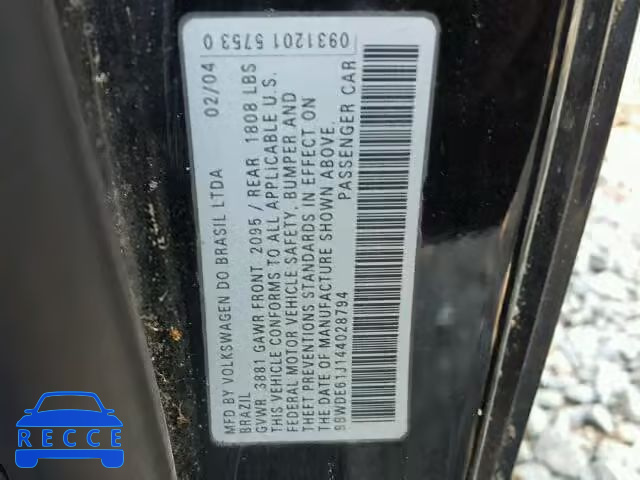 MFD BY VOLKSWAGEN DO BRASIL LTDA 02/04 0931201 5753 0
BRAZIL
GVWR 3881 GAWR FRONT 2095 / REAR 1808 LBS
THIS VEHICLE CONFORMS TO ALL APPLICABLE U.S.
FEDERAL MOTOR VEHICLE SAFETY, BUMPER AND
THEFT PREVENTIONS STANDARDS IN EFFECT ON
THE DATE OF MANUFACTURE SHOWN ABOVE.
9BWDE61J144028794 PASSENGER CAR
RECCE